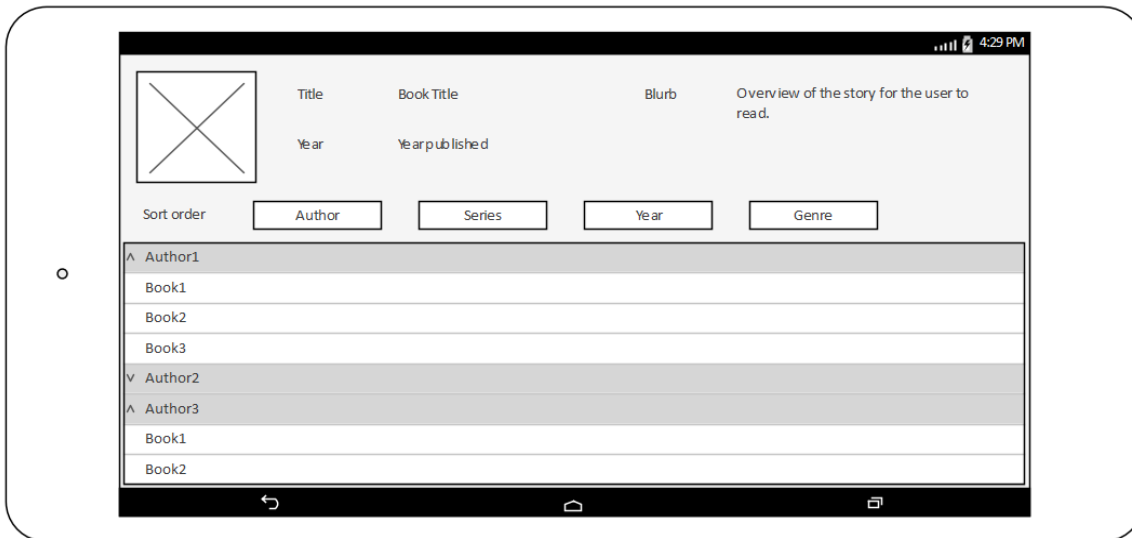 4:29 PM
Title Book Title Blurb Overview of the story for the user to
read.
Year Year published
Sort order Author Series Year Genre
^ Author1
Book1
Book2
Book3
v Author2
^ Author3
Book1
Book2